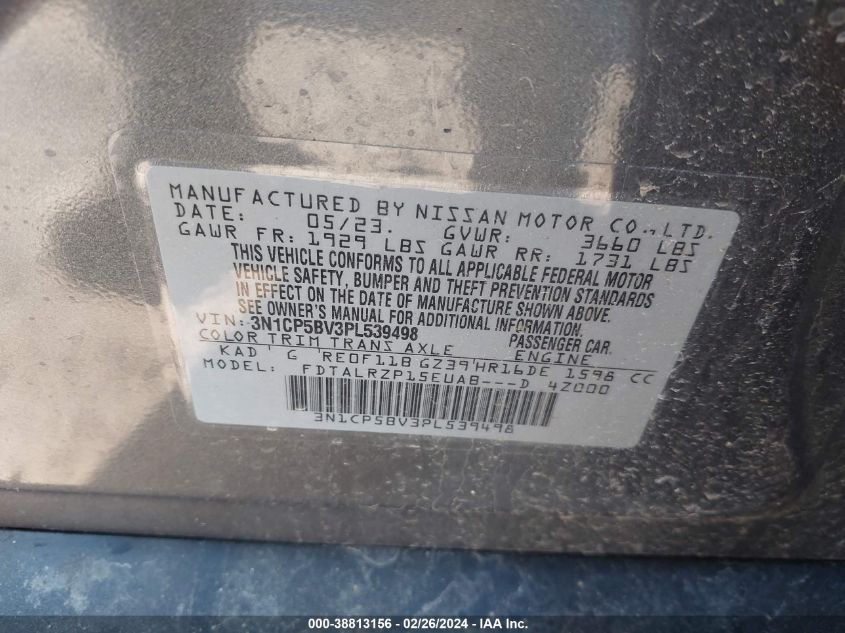 MANUFACTURED BY NISSAN MOTOR CO., LTD.
DATE: 05/23. GVWR: 3660 LBS
GAWR FR: 1929 LBS GAWR RR: 1731 LBS
THIS VEHICLE CONFORMS TO ALL APPLICABLE FEDERAL MOTOR
VEHICLE SAFETY, BUMPER AND THEFT PREVENTION STANDARDS
IN EFFECT ON THE DATE OF MANUFACTURE SHOWN ABOVE.
SEE OWNER'S MANUAL FOR ADDITIONAL INFORMATION.
VIN: 3N1CP5BV3PL539498 PASSENGER CAR.
COLOR TRIM TRANS AXLE ENGINE
KAD G RE0F11B GZ39 HR16DE 1598 CC
MODEL: FDTALRZP15EUAB---D 4Z000
3N1CP5BV3PL539498
000-38813156 - 02/26/2024 - IAA Inc.